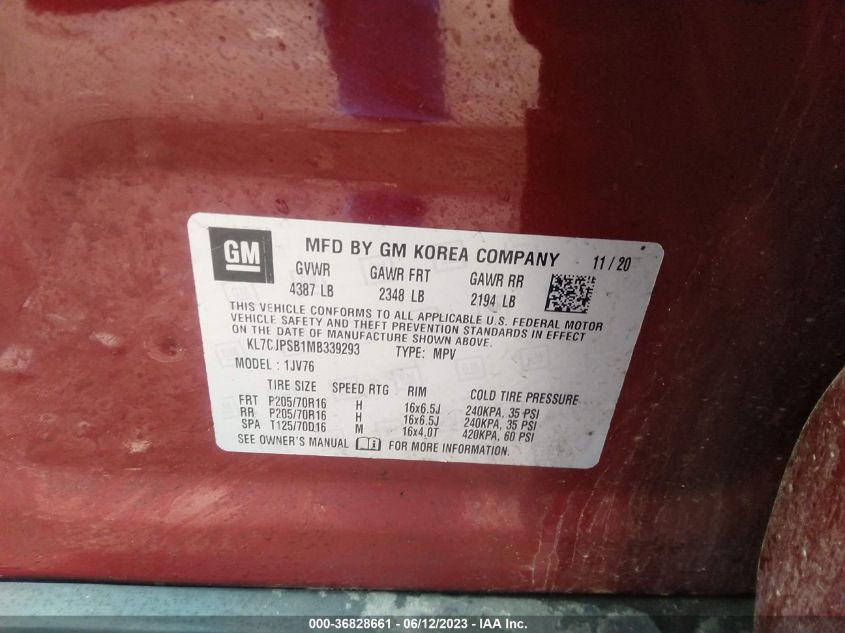 GM
MFD BY GM KOREA COMPANY 11 / 20
GVWR GAWR FRT GAWR RR
4387 LB 2348 LB 2194 LB
THIS VEHICLE CONFORMS TO ALL APPLICABLE U.S. FEDERAL MOTOR
VEHICLE SAFETY AND THEFT PREVENTION STANDARDS IN EFFECT
ON THE DATE OF MANUFACTURE SHOWN ABOVE.
KL7CJPSB1MB339293 TYPE: MPV
MODEL : 1JV76
TIRE SIZE SPEED RTG RIM COLD TIRE PRESSURE
FRT P205/70R16 H 16x6.5J 240KPA, 35 PSI
RR P205/70R16 H 16x6.5J 240KPA, 35 PSI
SPA T125/70D16 M 16x4.0T 420KPA, 60 PSI
SEE OWNER'S MANUAL FOR MORE INFORMATION.
000-36828661 - 06/12/2023 - IAA Inc.